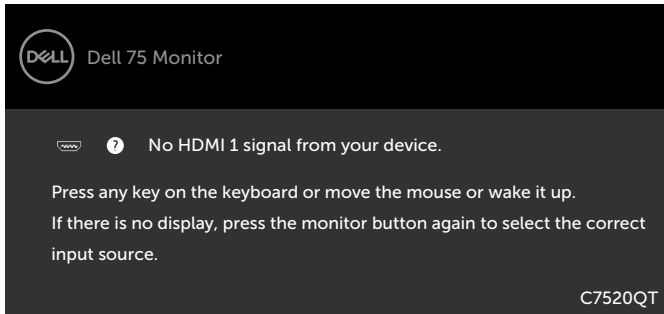 DELL
Dell 75 Monitor
? No HDMI 1 signal from your device.
Press any key on the keyboard or move the mouse or wake it up.
If there is no display, press the monitor button again to select the correct
input source.
C7520QT